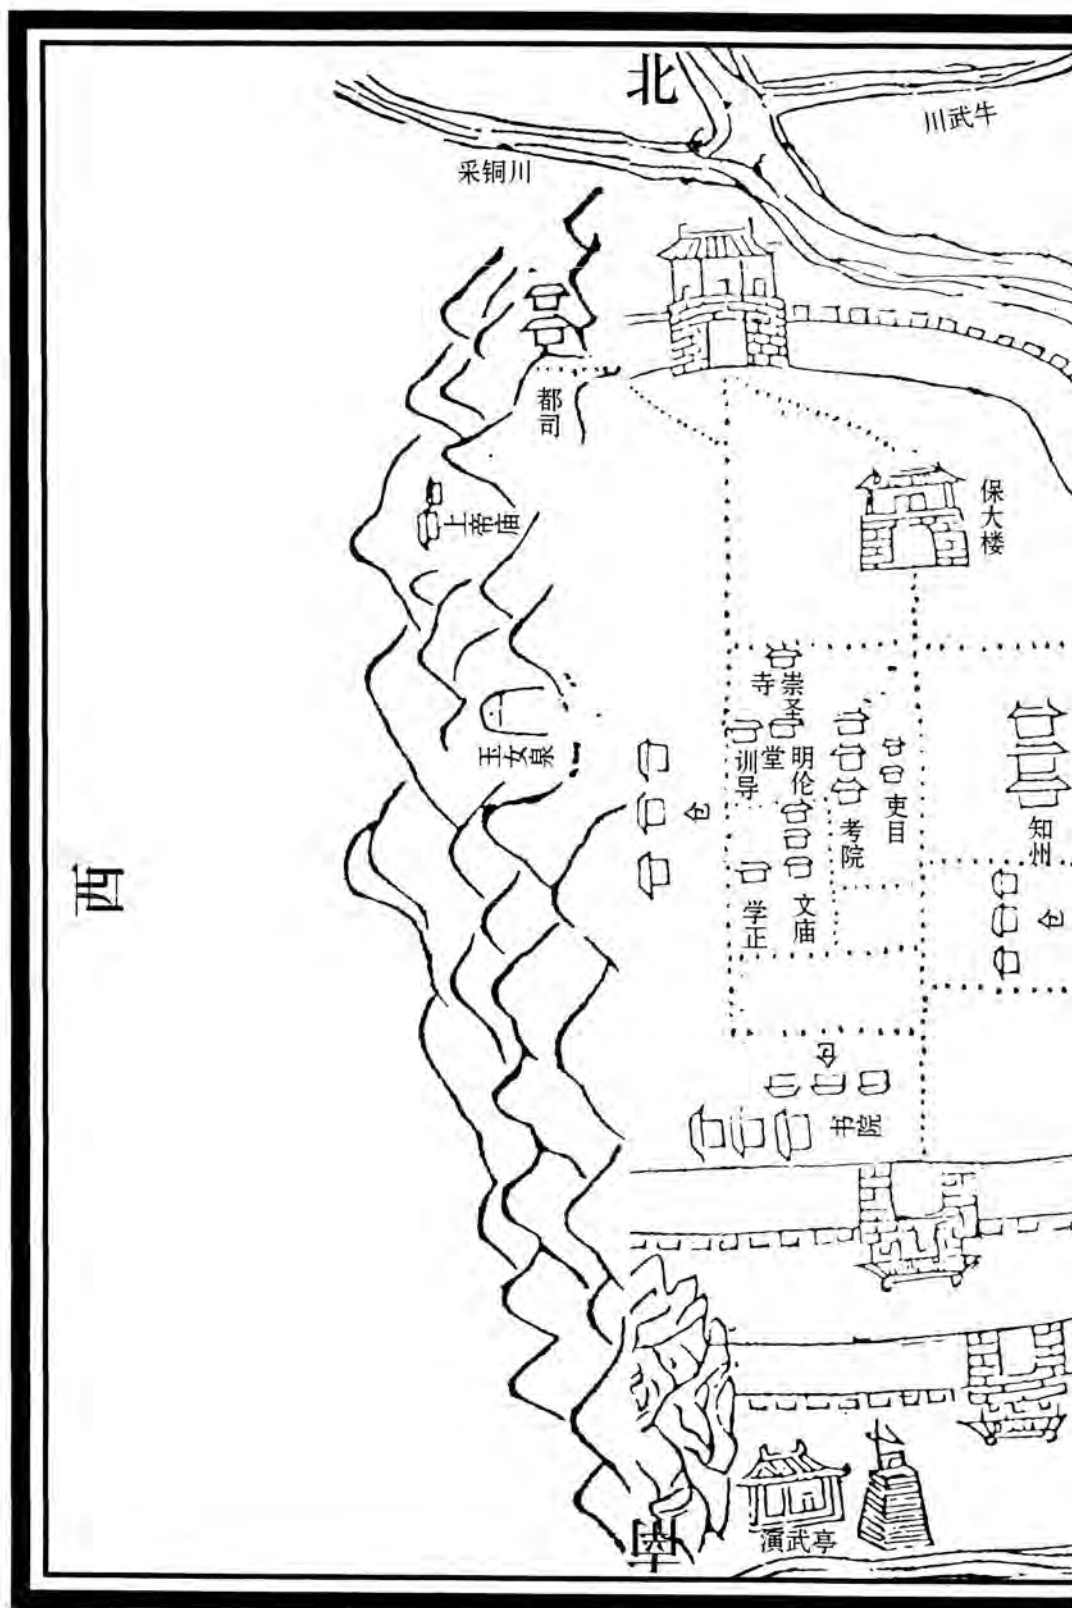 北
川武牛
采铜川
都司
上帝庙
保大楼
崇圣
寺
玉女泉
训导
明伦
堂
仓
考院
吏目
知州
学正
文庙
仓
西
仓
书院
演武亭
南